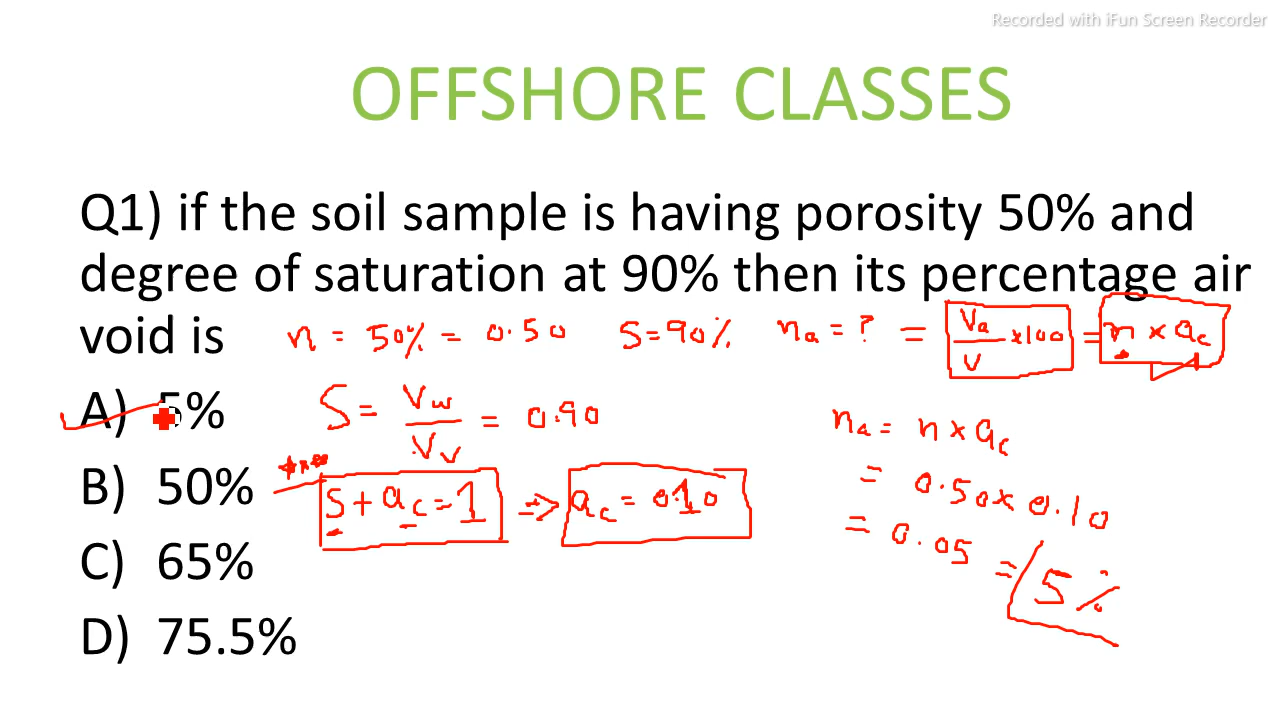 Recorded with iFun Screen Recorder
OFFSHORE CLASSES
Q1) if the soil sample is having porosity 50% and
degree of saturation at 90% then its percentage air
void is
n = 50% = 0.50 S=90% na = ? = Va/V ×100 = n × ac
A) 5%
S = Vw/Vv = 0.90
na = n × ac
B) 50%
S + ac = 1 => ac = 0.10
= 0.50 × 0.10
= 0.05 = 5%
C) 65%
D) 75.5%